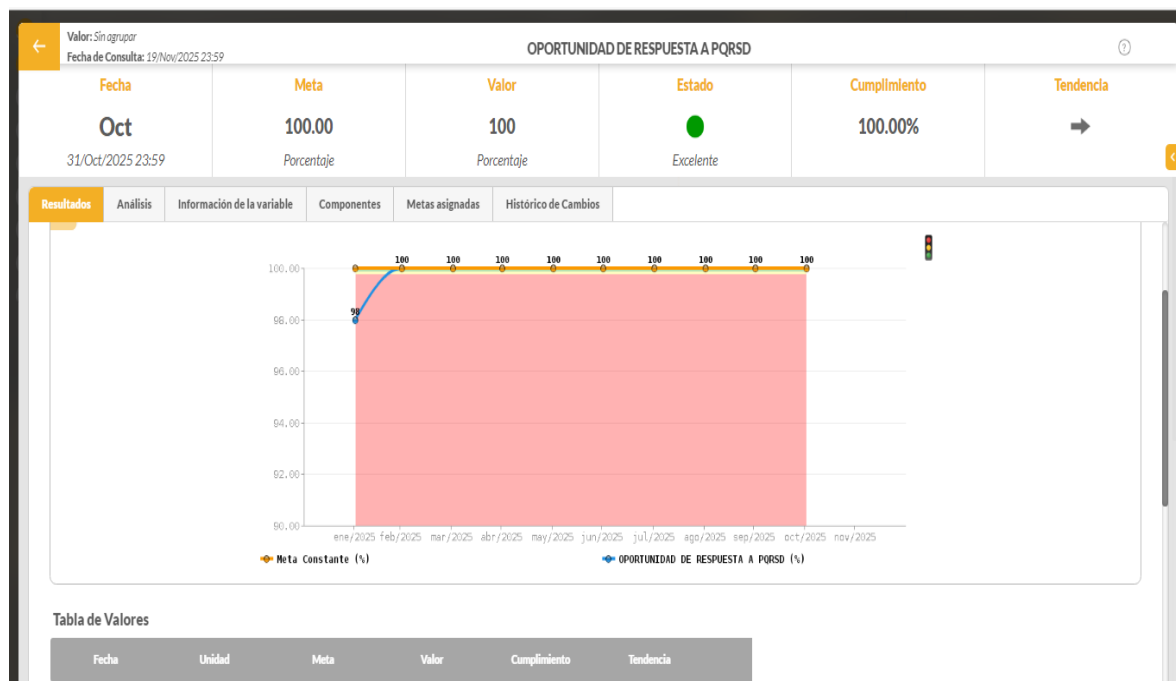 Valor: Sin agrupar
Fecha de Consulta: 19/Nov/2025 23:59
OPORTUNIDAD DE RESPUESTA A PQRSD
?
Fecha Meta Valor Estado Cumplimiento Tendencia
Oct 100.00 100 100.00%
31/Oct/2025 23:59 Porcentaje Porcentaje Excelente
Resultados Análisis Información de la variable Componentes Metas asignadas Histórico de Cambios
100 100 100 100 100 100 100 100 100
100.00
98
98.00
96.00
94.00
92.00
90.00
ene/2025 feb/2025 mar/2025 abr/2025 may/2025 jun/2025 jul/2025 ago/2025 sep/2025 oct/2025 nov/2025
Meta Constante (%) OPORTUNIDAD DE RESPUESTA A PQRSD (%)
Tabla de Valores
Fecha Unidad Meta Valor Cumplimiento Tendencia